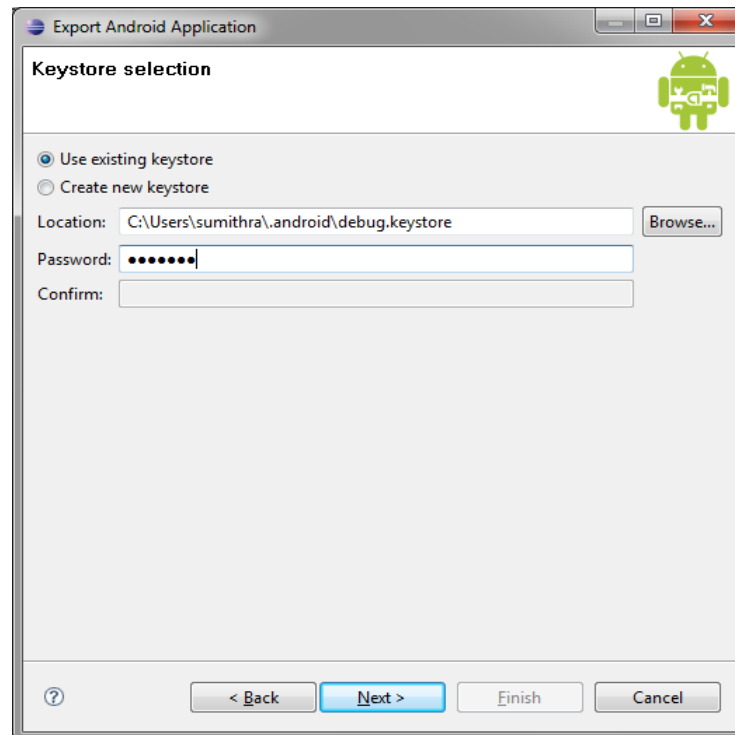 Export Android Application
Keystore selection
Use existing keystore
Create new keystore
Location: C:\Users\sumithra\.android\debug.keystore Browse...
Password: •••••••
Confirm:
? < Back Next > Finish Cancel